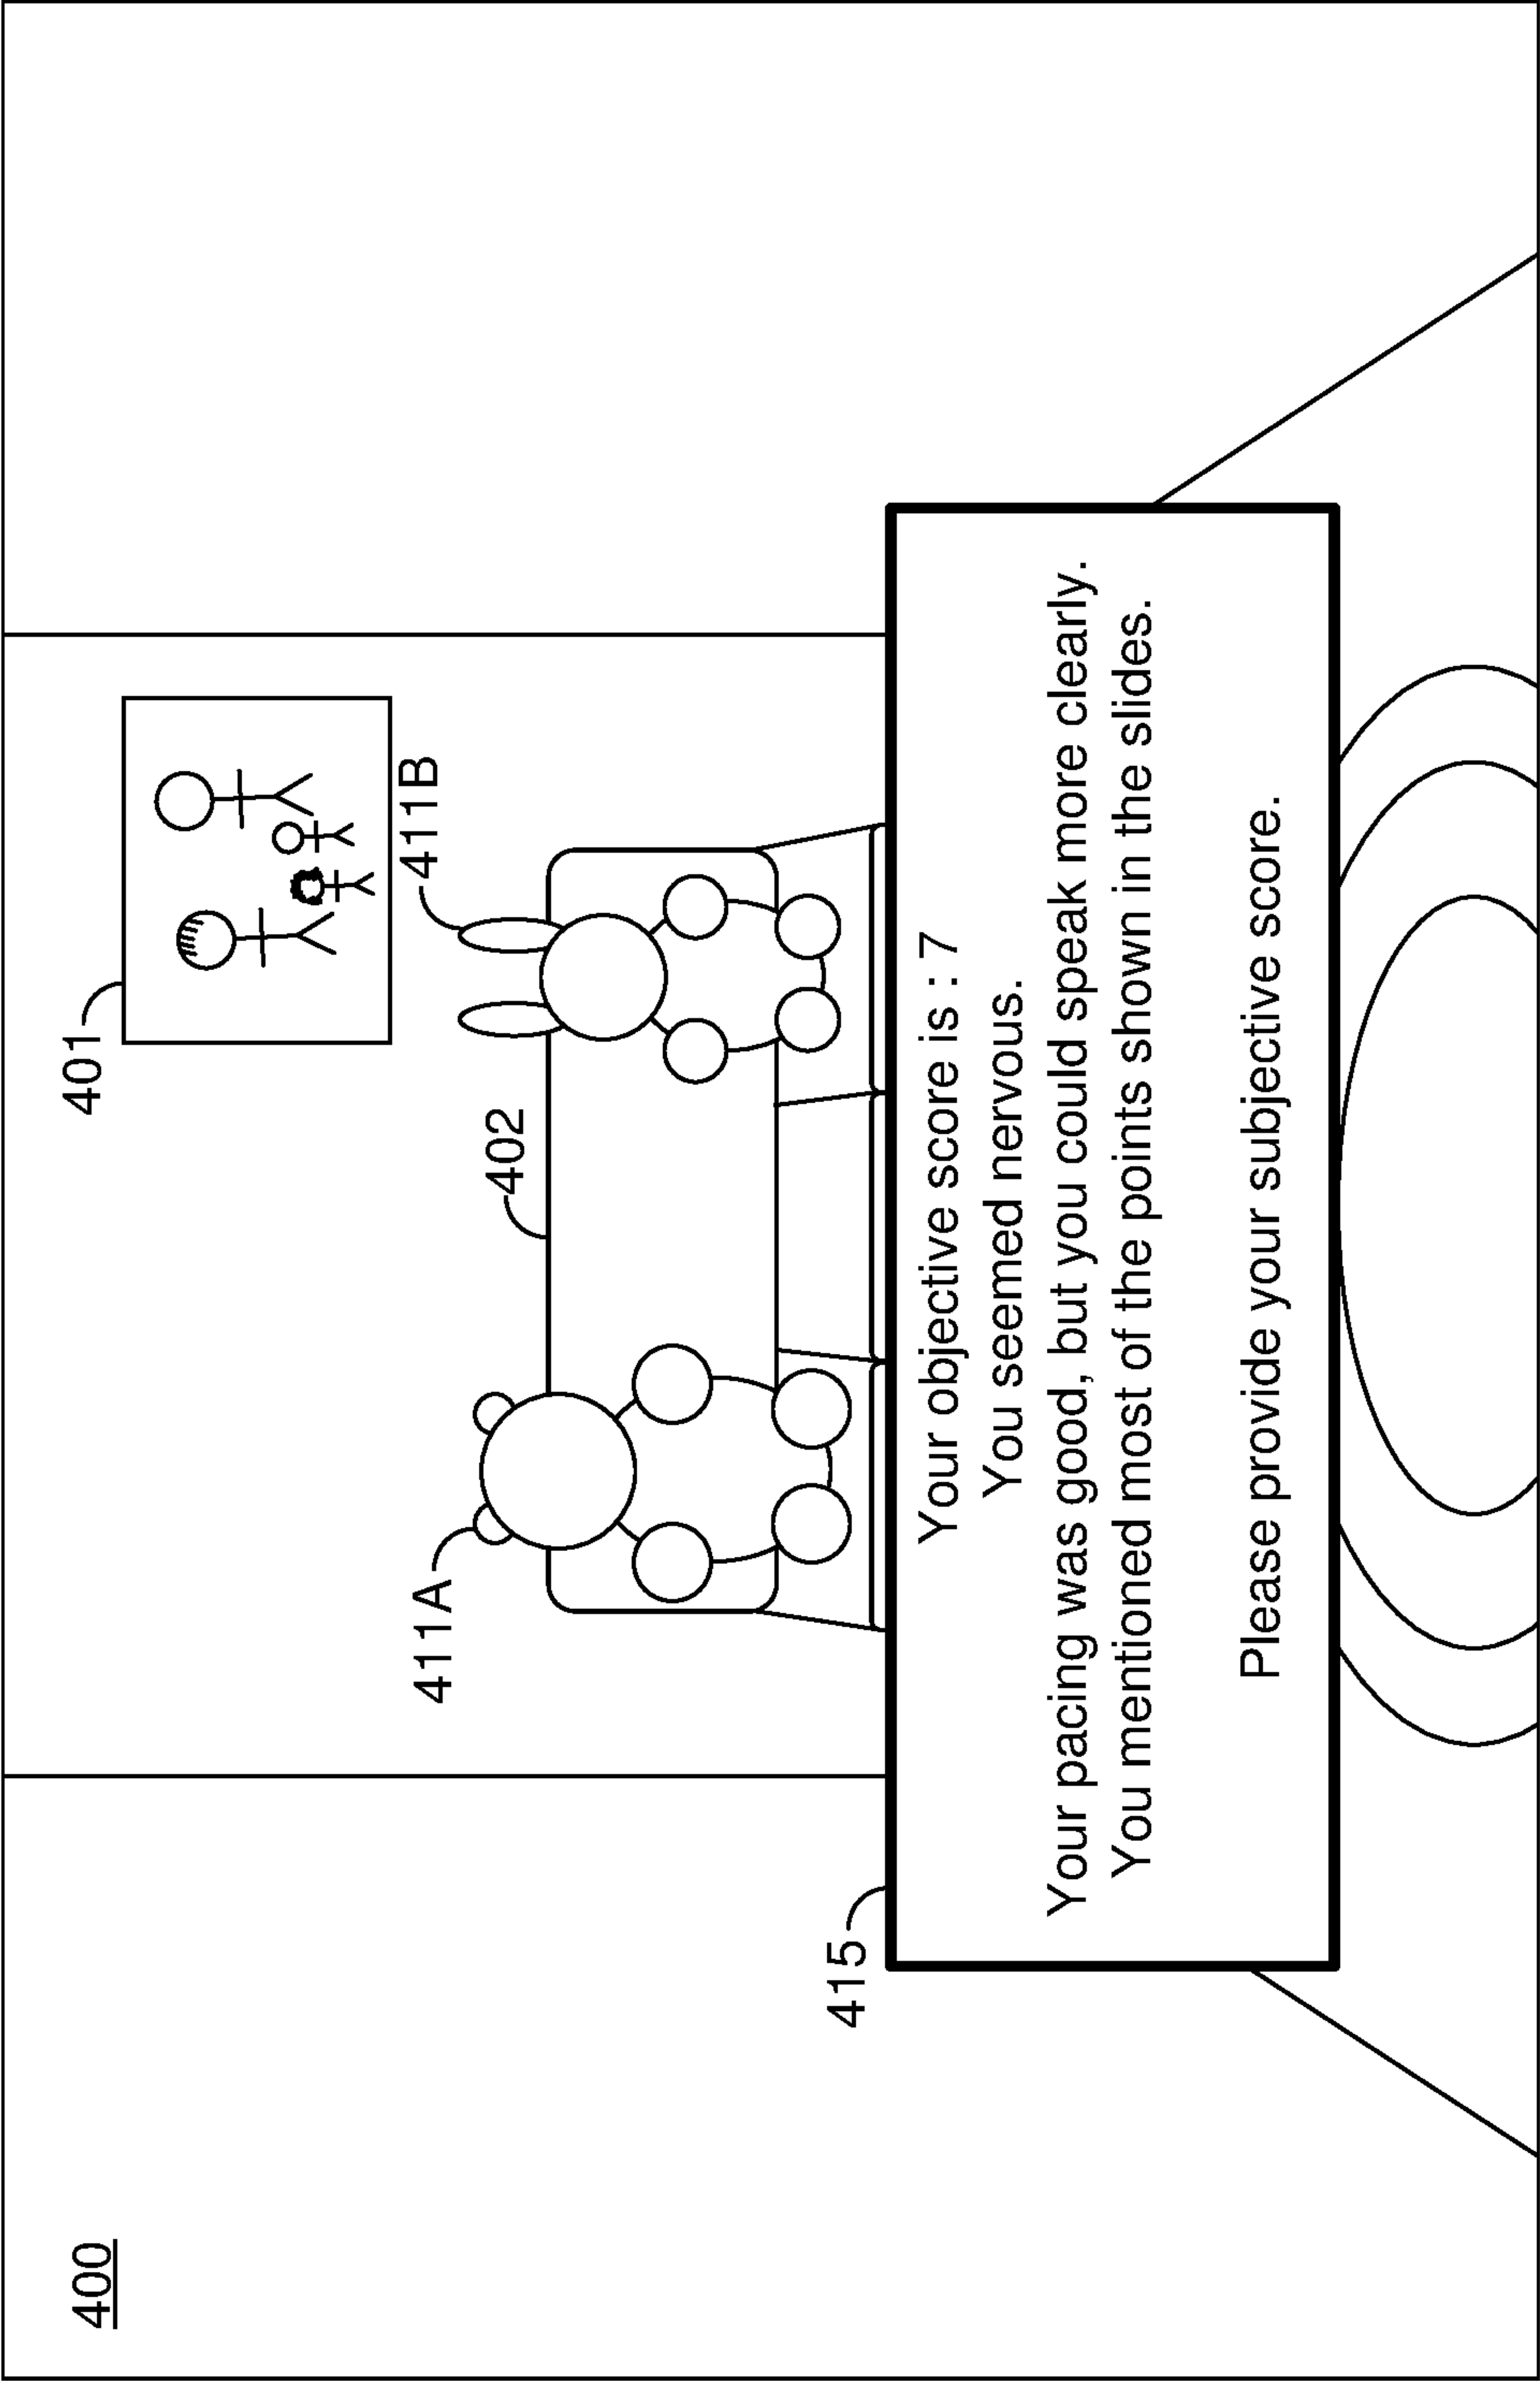 400
401
402
411A
411B
415
Your objective score is : 7
You seemed nervous.
Your pacing was good, but you could speak more clearly.
You mentioned most of the points shown in the slides.
Please provide your subjective score.